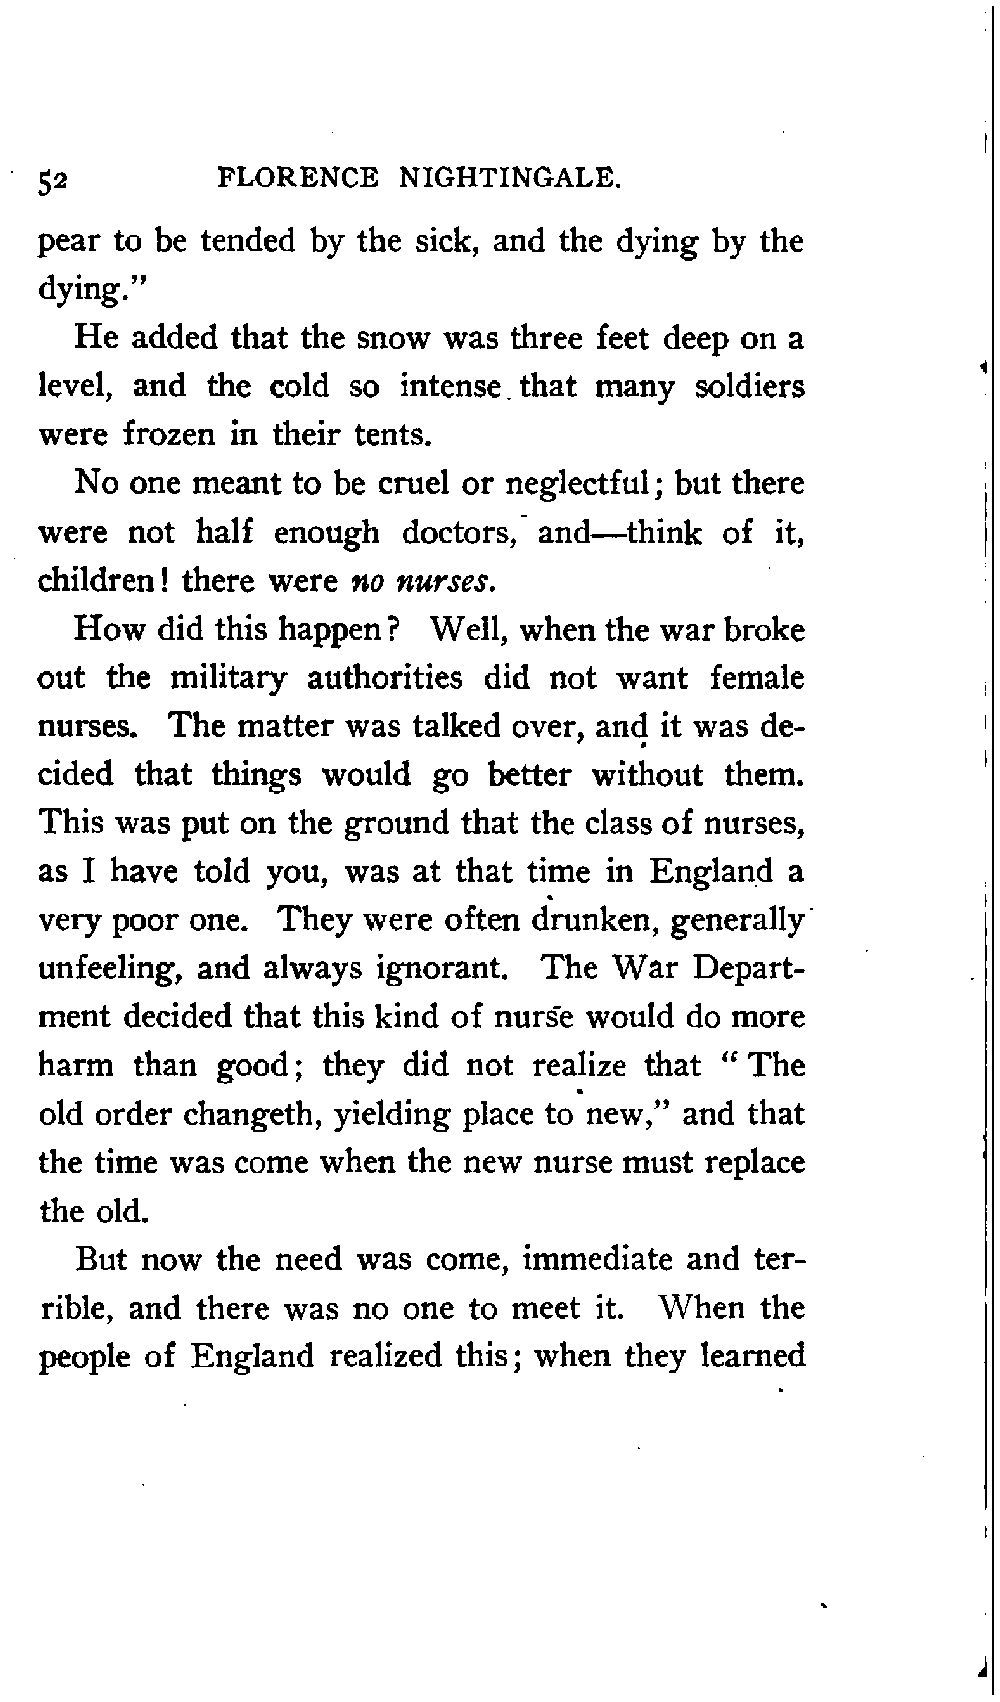 52 FLORENCE NIGHTINGALE.
pear to be tended by the sick, and the dying by the
dying."
He added that the snow was three feet deep on a
level, and the cold so intense that many soldiers
were frozen in their tents.
No one meant to be cruel or neglectful; but there
were not half enough doctors, and—think of it,
children! there were no nurses.
How did this happen? Well, when the war broke
out the military authorities did not want female
nurses. The matter was talked over, and it was de-
cided that things would go better without them.
This was put on the ground that the class of nurses,
as I have told you, was at that time in England a
very poor one. They were often drunken, generally
unfeeling, and always ignorant. The War Depart-
ment decided that this kind of nurse would do more
harm than good; they did not realize that "The
old order changeth, yielding place to new," and that
the time was come when the new nurse must replace
the old.
But now the need was come, immediate and ter-
rible, and there was no one to meet it. When the
people of England realized this; when they learned